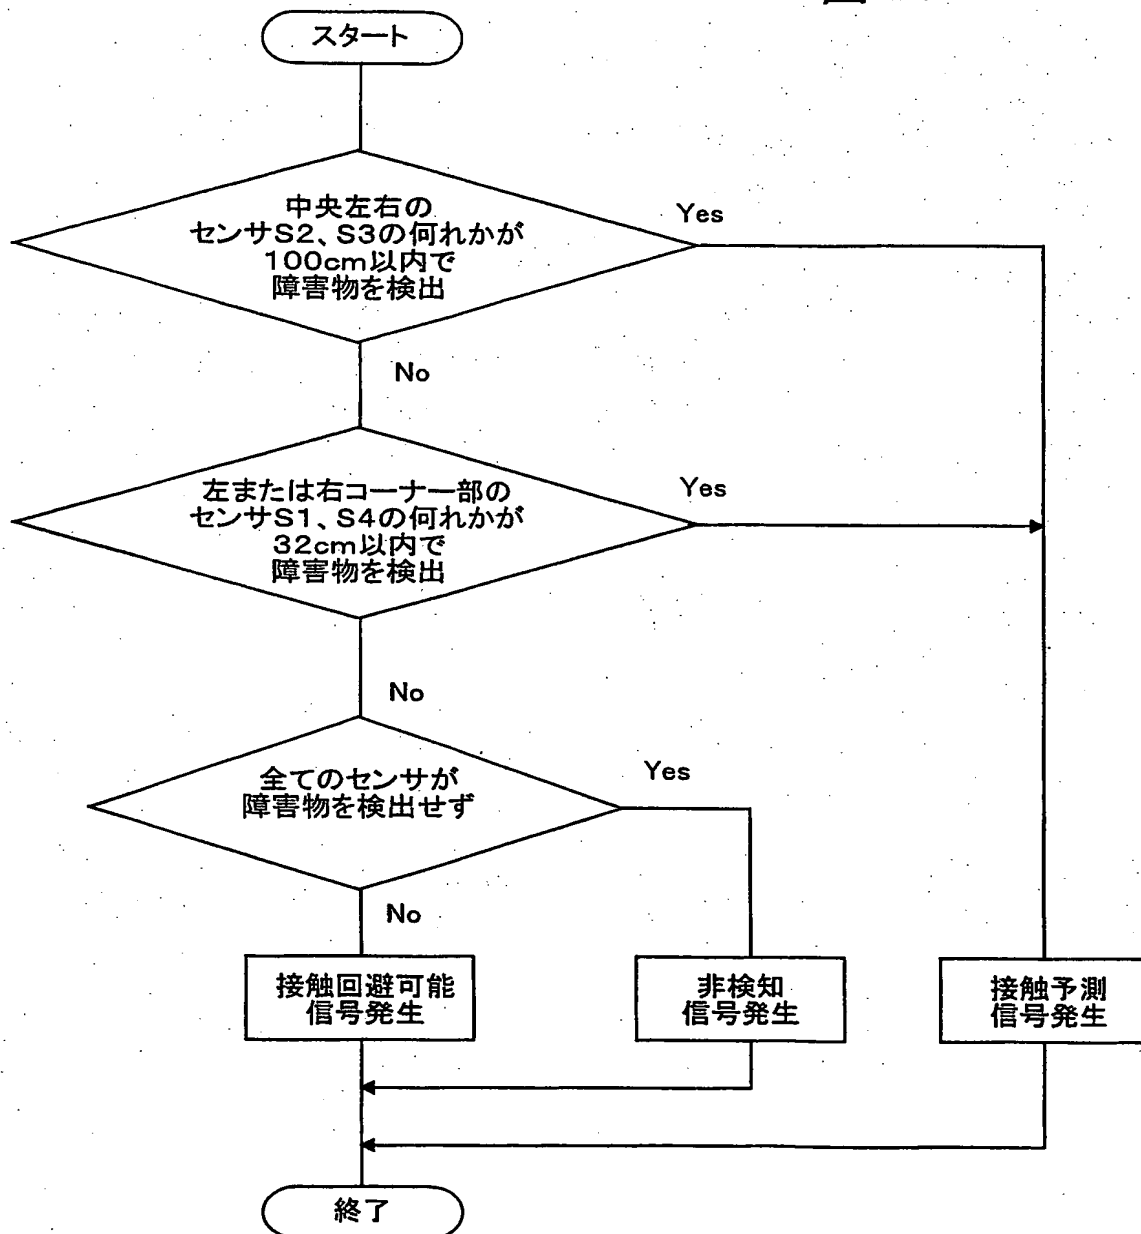 スタート
中央左右の
センサS2、S3の何れかが
100cm以内で
障害物を検出
Yes
No
左または右コーナー部の
センサS1、S4の何れかが
32cm以内で
障害物を検出
Yes
No
全てのセンサが
障害物を検出せず
Yes
No
接触回避可能
信号発生
非検知
信号発生
接触予測
信号発生
終了